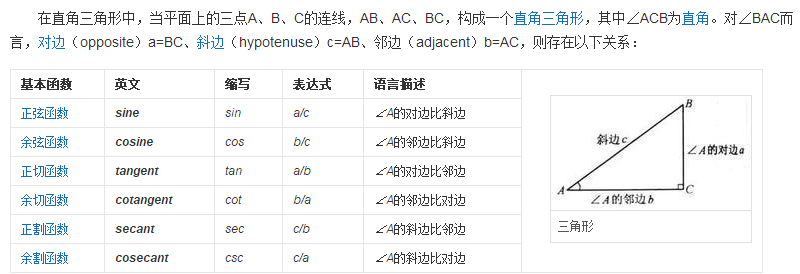 在直角三角形中，当平面上的三点A、B、C的连线，AB、AC、BC，构成一个直角三角形，其中∠ACB为直角。对∠BAC而
言，对边（opposite）a=BC、斜边（hypotenuse）c=AB、邻边（adjacent）b=AC，则存在以下关系：
基本函数 英文 缩写 表达式 语言描述
正弦函数 sine sin a/c ∠A的对边比斜边
余弦函数 cosine cos b/c ∠A的邻边比斜边
正切函数 tangent tan a/b ∠A的对边比邻边
余切函数 cotangent cot b/a ∠A的邻边比对边
正割函数 secant sec c/b ∠A的斜边比邻边
余割函数 cosecant csc c/a ∠A的斜边比对边
B
斜边c
∠A的对边a
A
C
∠A的邻边b
三角形